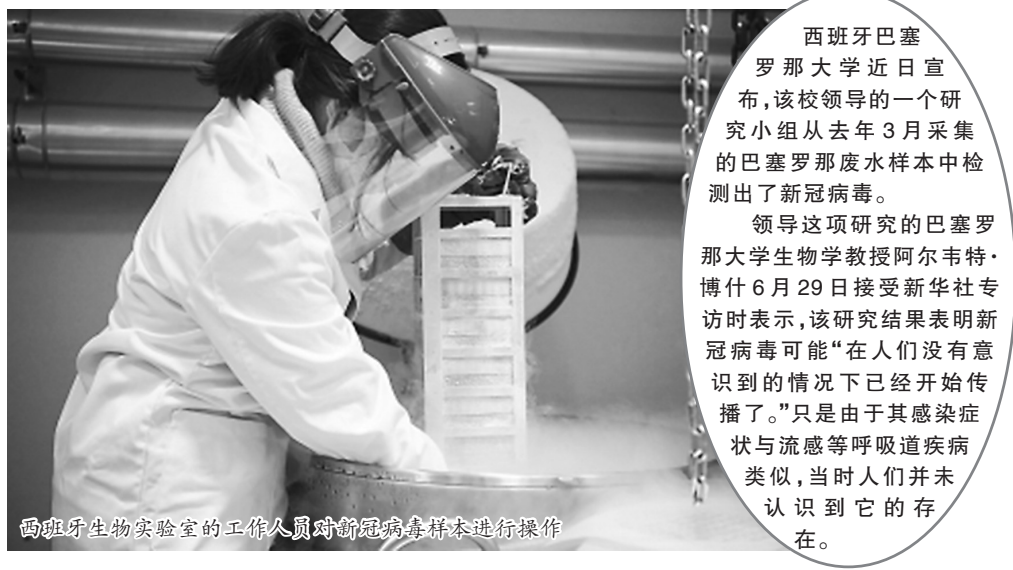 西班牙巴塞
罗那大学近日宣
布,该校领导的一个研
究小组从去年3月采集
的巴塞罗那废水样本中检
测出了新冠病毒。
领导这项研究的巴塞罗
那大学生物学教授阿尔韦特·
博什6月29日接受新华社专
访时表示,该研究结果表明新
冠病毒可能“在人们没有意
识到的情况下已经开始传
播了。”只是由于其感染症
状与流感等呼吸道疾病
类似,当时人们并未
认识到它的存
在。
西班牙生物实验室的工作人员对新冠病毒样本进行操作